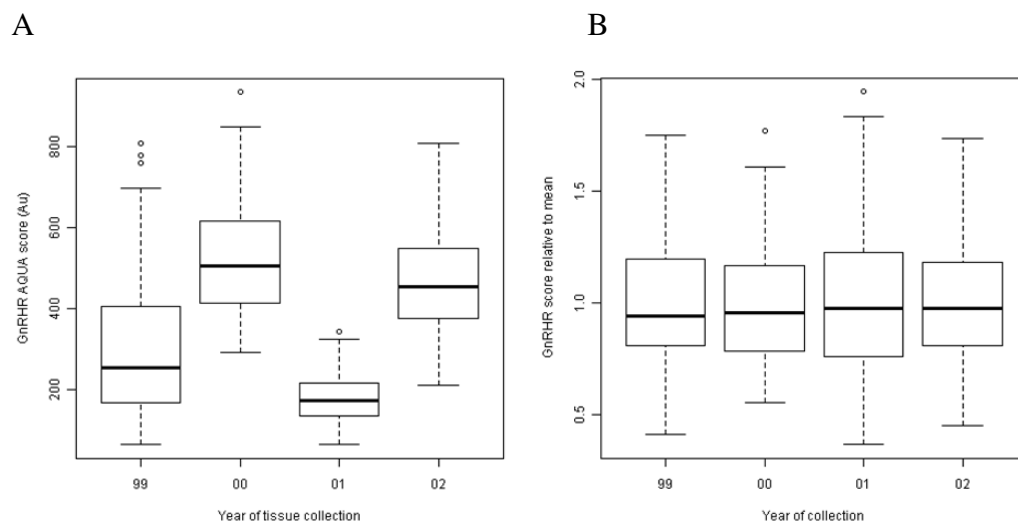 A
B
GnRHR AQUA score (Au)
800
600
400
200
99
00
01
02
Year of tissue collection
GnRHR score relative to mean
2.0
1.5
1.0
0.5
99
00
01
02
Year of collection